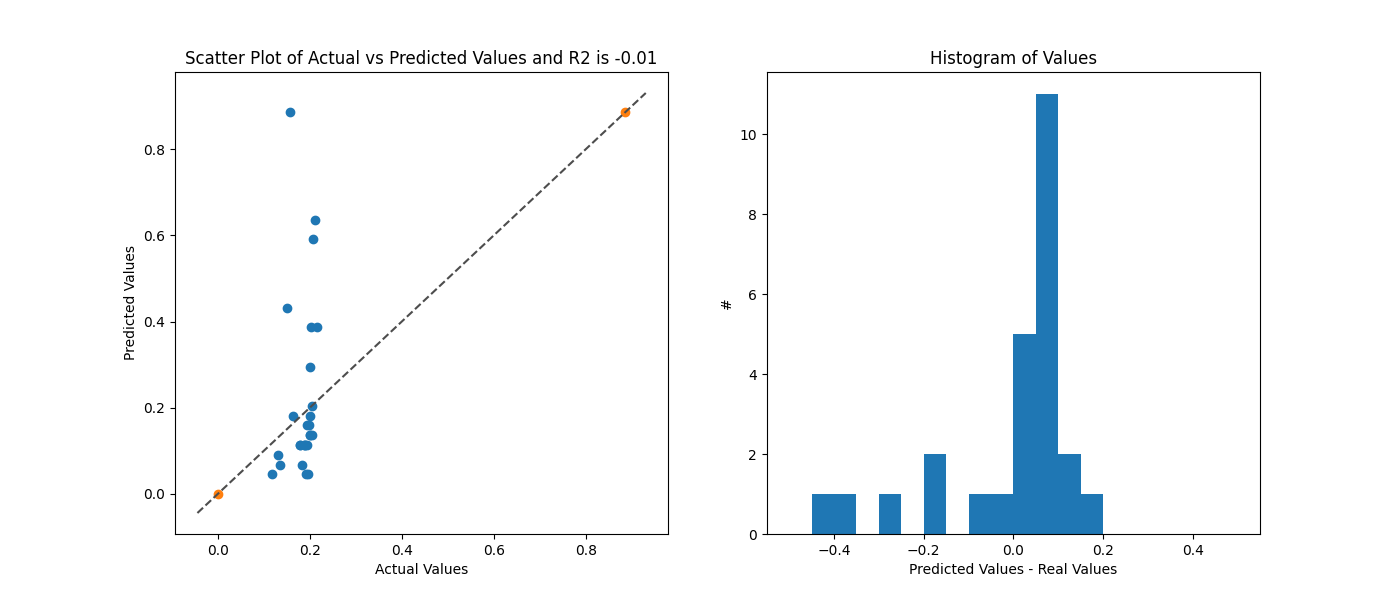 Scatter Plot of Actual vs Predicted Values and R2 is -0.01
Predicted Values
0.8
0.6
0.4
0.2
0.0
0.0 0.2 0.4 0.6 0.8
Actual Values
Histogram of Values
#
10
8
6
4
2
0
−0.4 −0.2 0.0 0.2 0.4
Predicted Values - Real Values